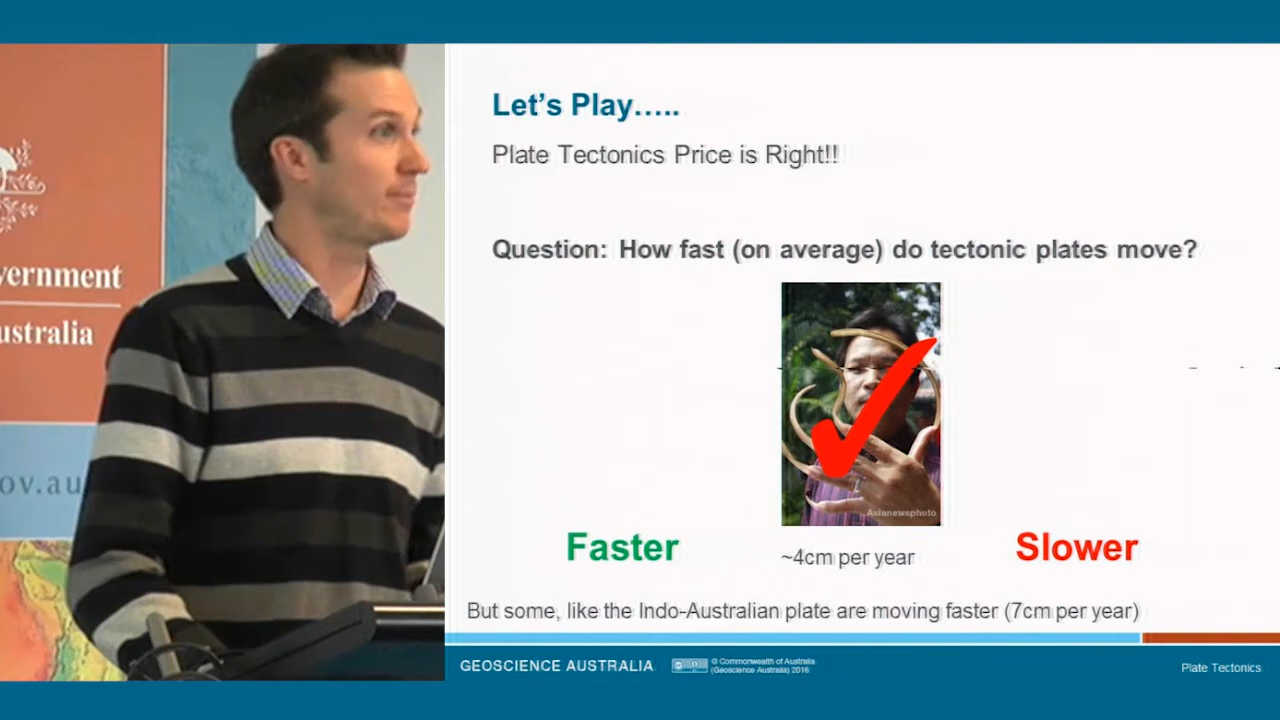 vernment
ustralia
ov.au
Let's Play.....
Plate Tectonics Price is Right!!
Question: How fast (on average) do tectonic plates move?
Asianewsphoto
Faster
~4cm per year
Slower
But some, like the Indo-Australian plate are moving faster (7cm per year)
GEOSCIENCE AUSTRALIA
© Commonwealth of Australia
(Geoscience Australia) 2016
Plate Tectonics